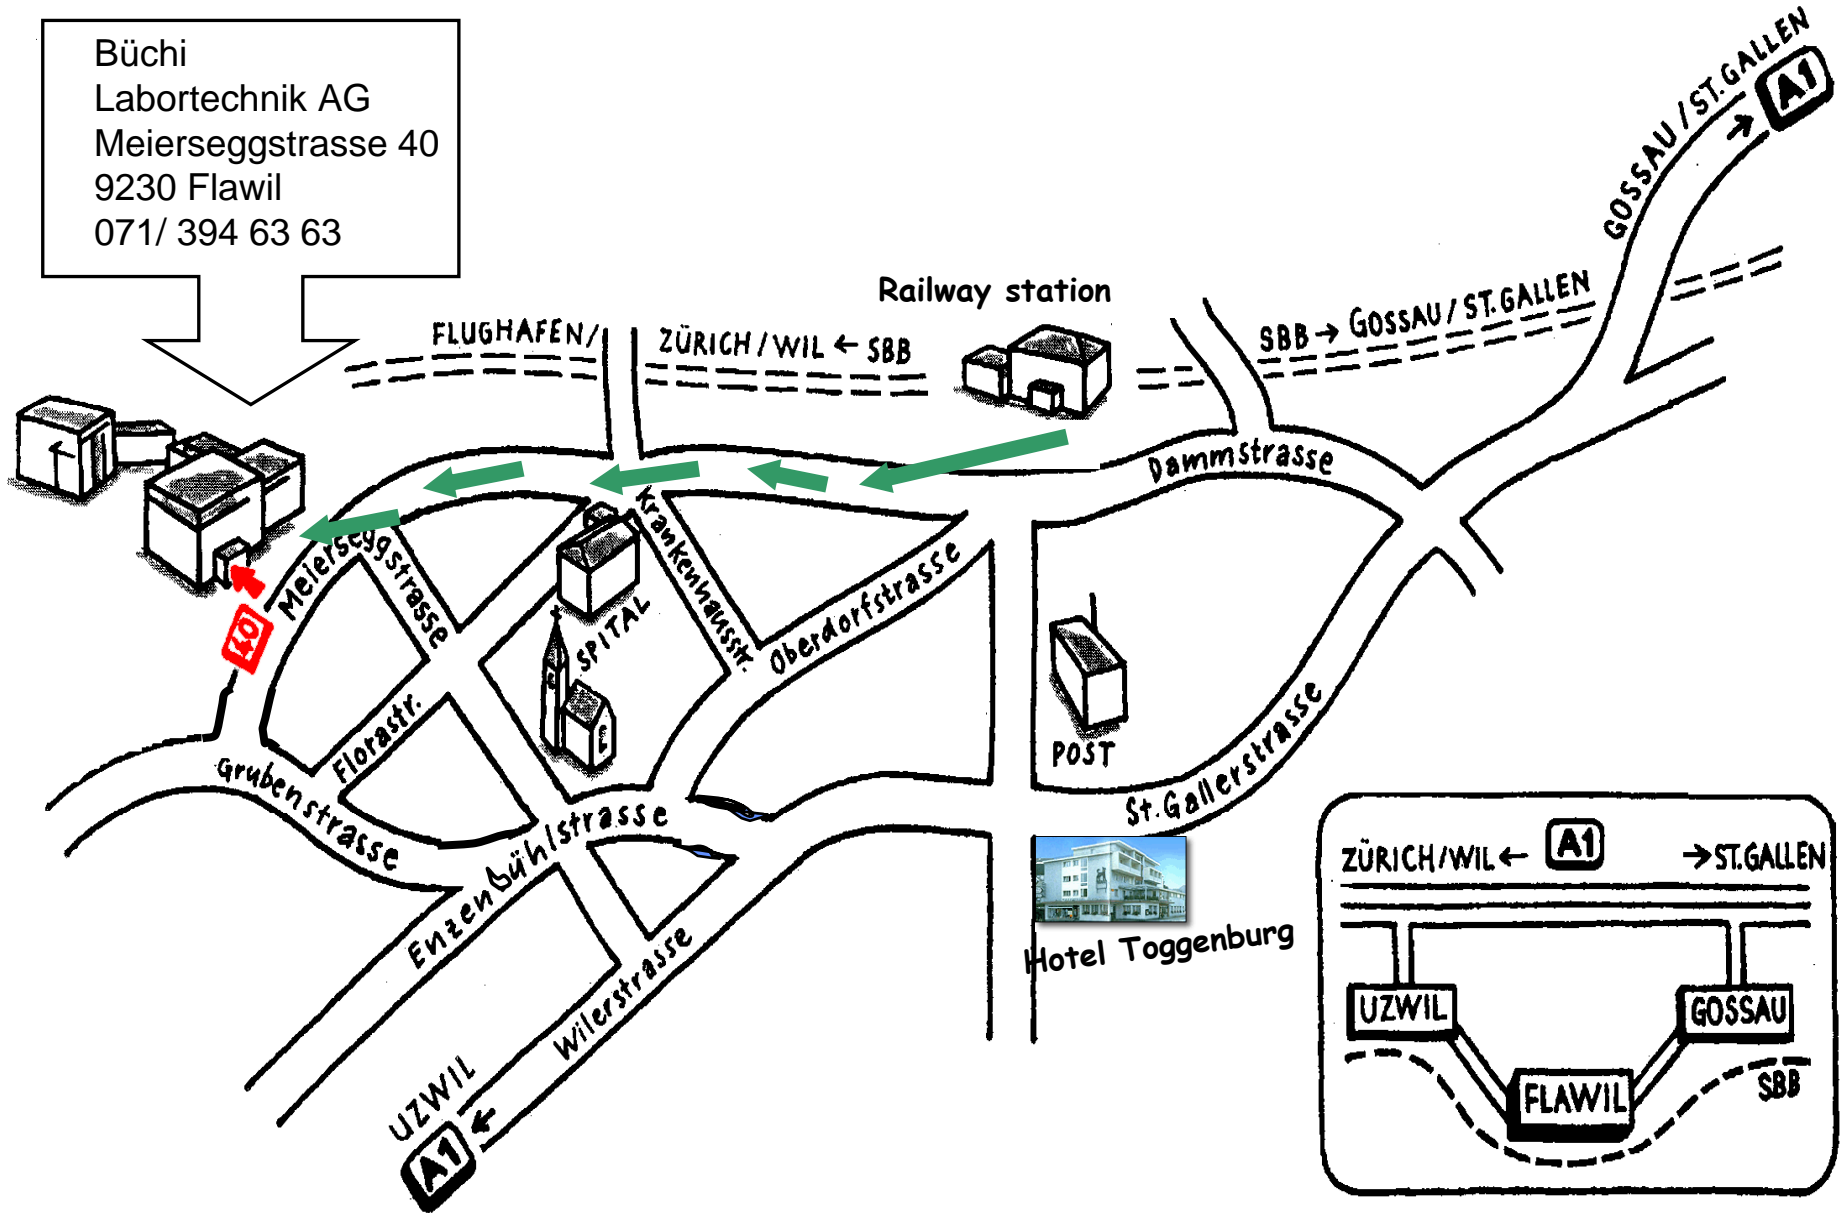 Büchi
Labortechnik AG
Meierseggstrasse 40
9230 Flawil
071/ 394 63 63
GOSSAU / ST. GALLEN
→ A1
Railway station
FLUGHAFEN/ ZÜRICH / WIL ← SBB
SBB → GOSSAU / ST. GALLEN
Dammstrasse
Meierseggstrasse
Krankenhausstr.
Oberdorfstrasse
SPITAL
40
Florastr.
POST
Grubenstrasse
St. Gallerstrasse
Enzenbühlstrasse
Wilerstrasse
Hotel Toggenburg
UZWIL
A1 ←
ZÜRICH/WIL ← A1 → ST. GALLEN
UZWIL
GOSSAU
FLAWIL
SBB